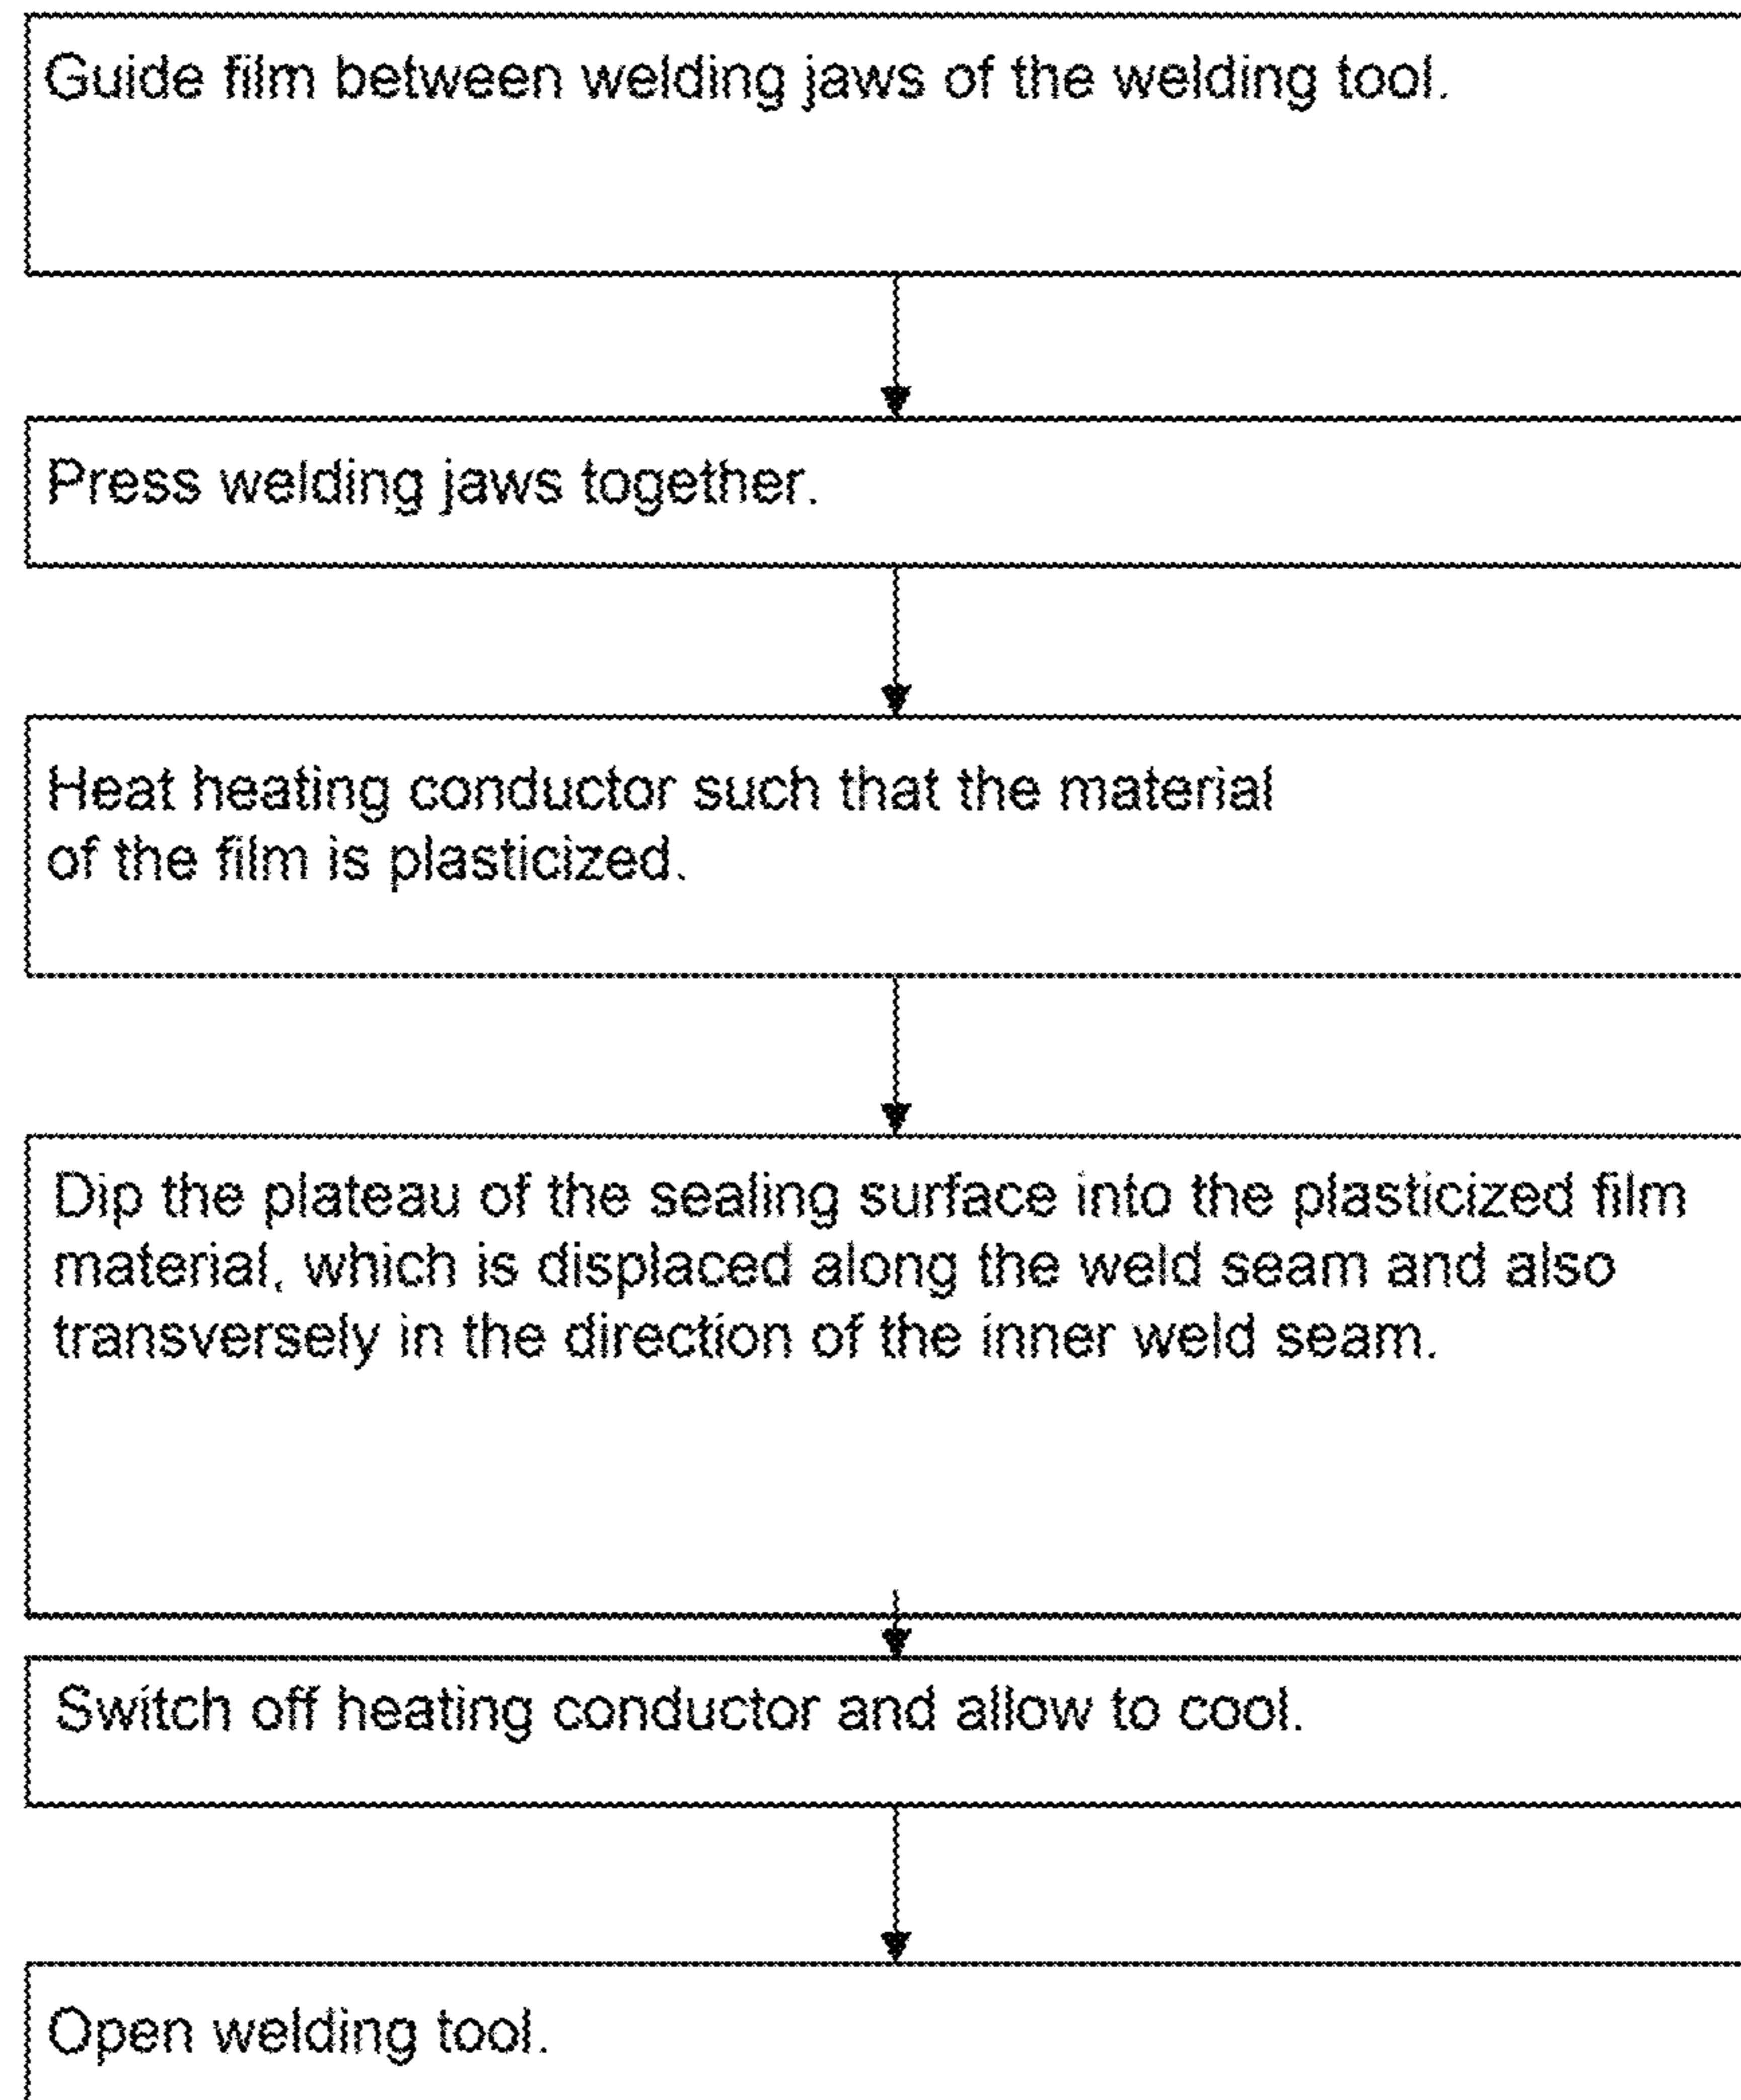 Guide film between welding jaws of the welding tool.
Press welding jaws together.
Heat heating conductor such that the material
of the film is plasticized.
Dip the plateau of the sealing surface into the plasticized film
material, which is displaced along the weld seam and also
transversely in the direction of the inner weld seam.
Switch off heating conductor and allow to cool.
Open welding tool.